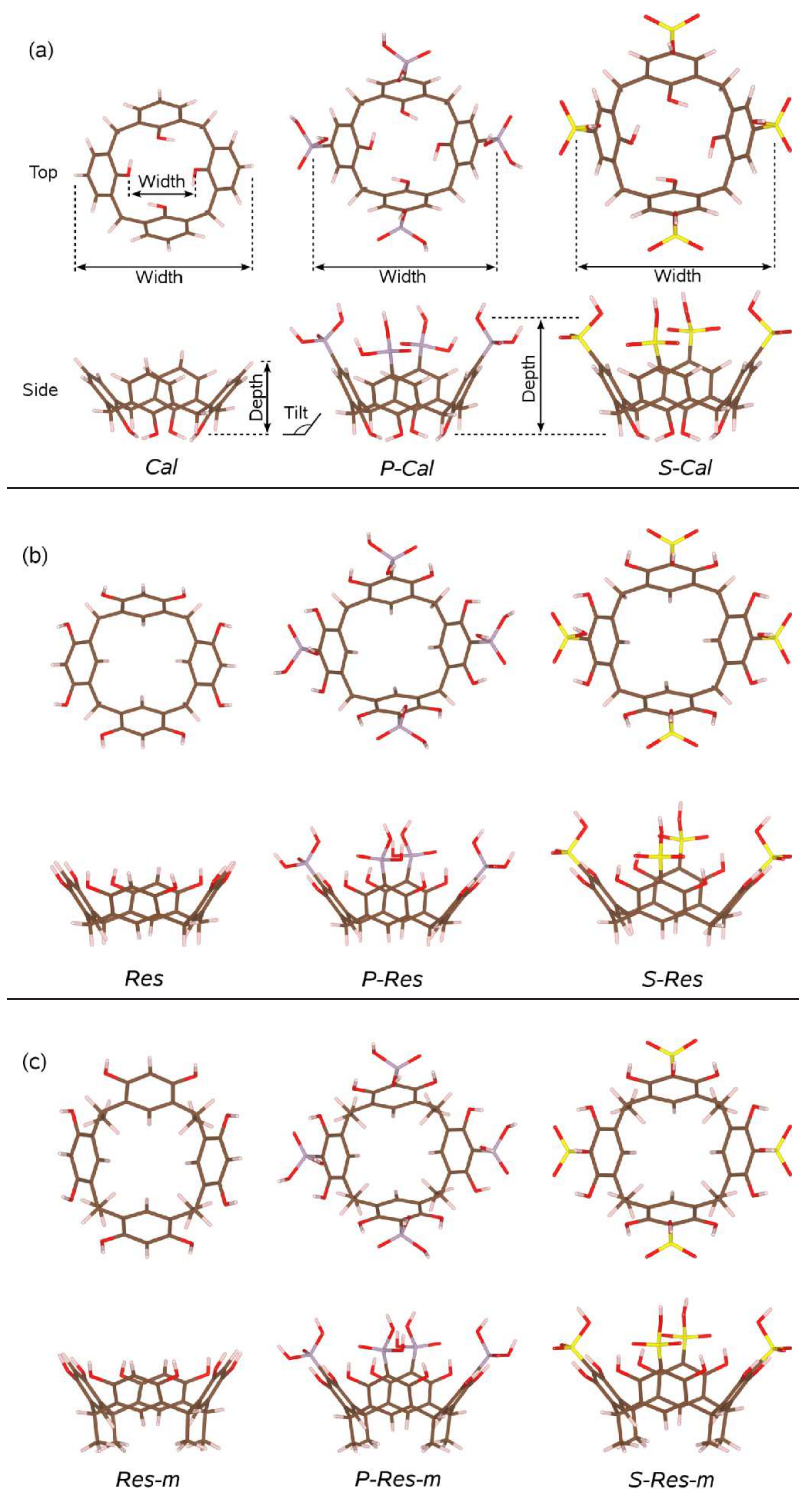 (a)
Top
Width
Width
Width
Width
Side
Depth
Tilt
Depth
Cal
P-Cal
S-Cal
(b)
Res
P-Res
S-Res
(c)
Res-m
P-Res-m
S-Res-m